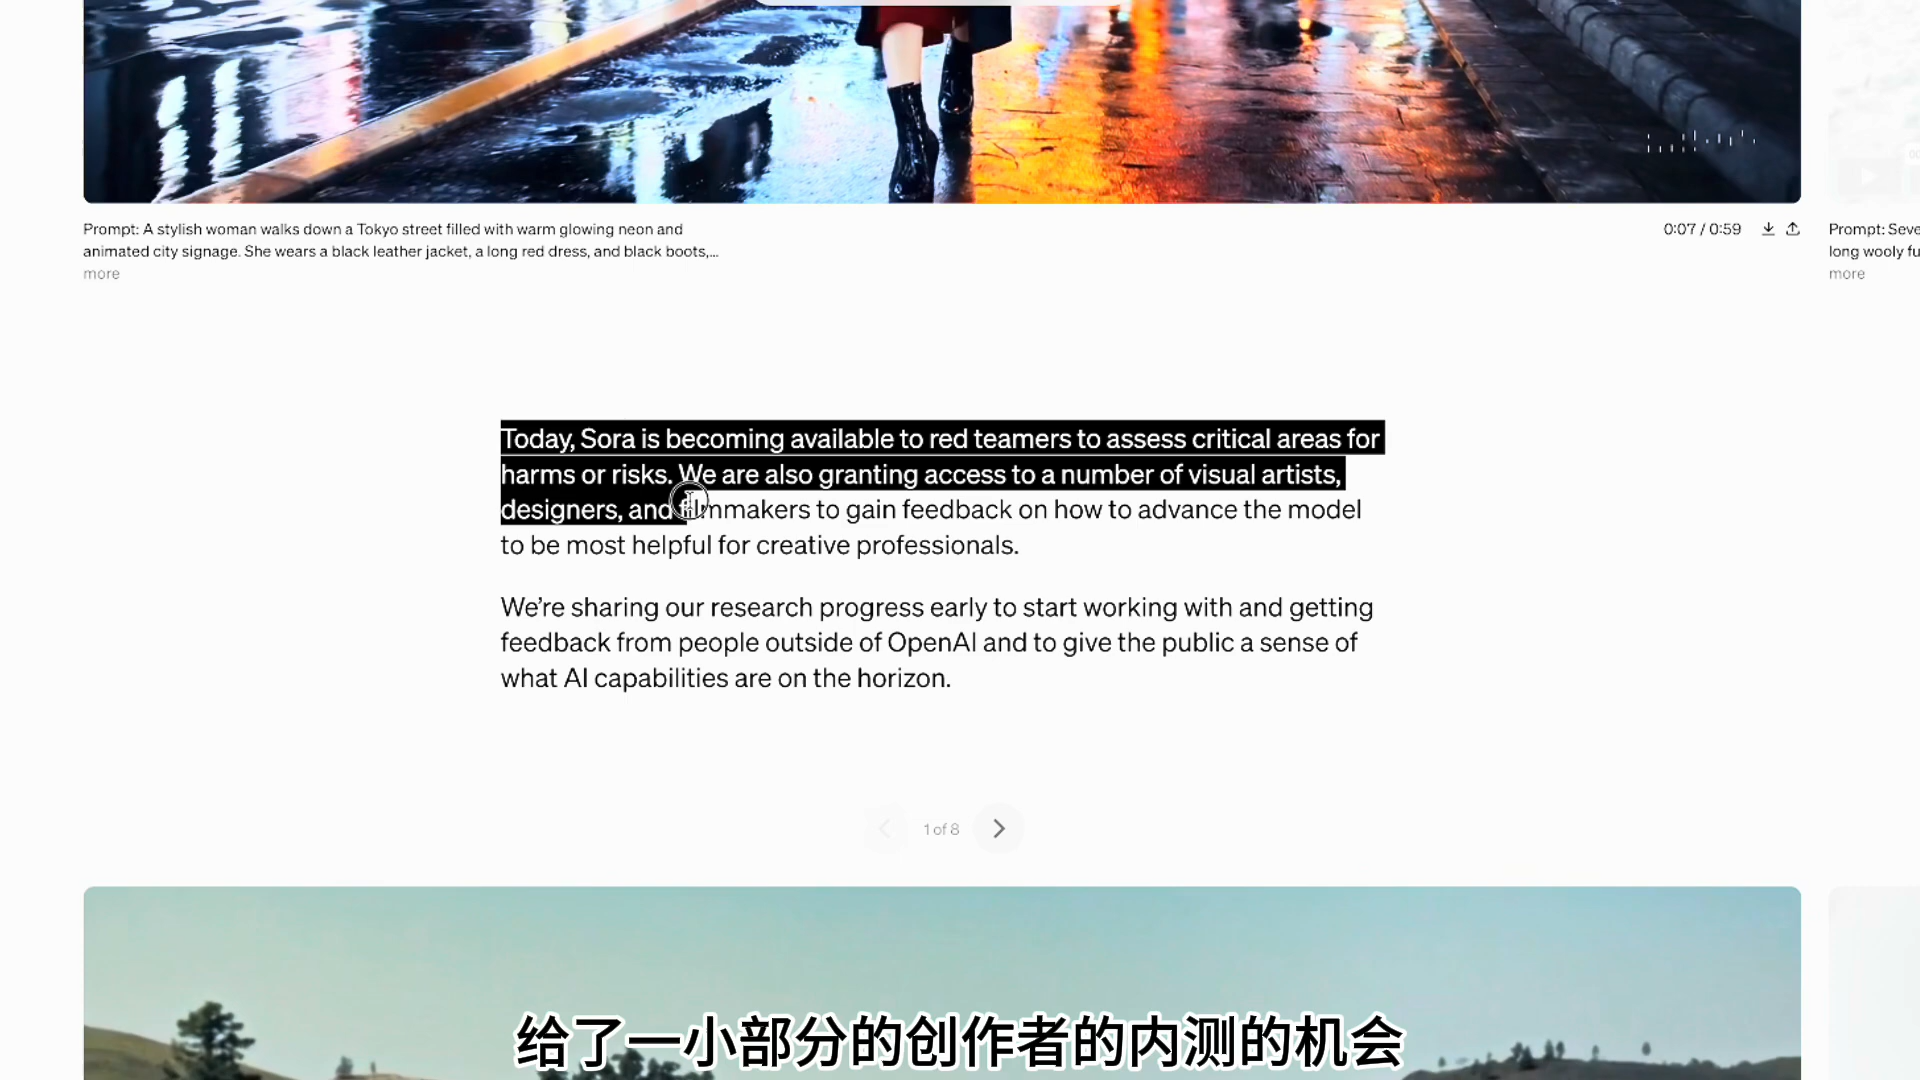 Prompt: A stylish woman walks down a Tokyo street filled with warm glowing neon and
animated city signage. She wears a black leather jacket, a long red dress, and black boots,...
more
0:07 / 0:59
Prompt: Seve
long wooly fu
more
Today, Sora is becoming available to red teamers to assess critical areas for
harms or risks. We are also granting access to a number of visual artists,
designers, and filmmakers to gain feedback on how to advance the model
to be most helpful for creative professionals.
We’re sharing our research progress early to start working with and getting
feedback from people outside of OpenAI and to give the public a sense of
what AI capabilities are on the horizon.
1 of 8
给了一小部分的创作者的内测的机会